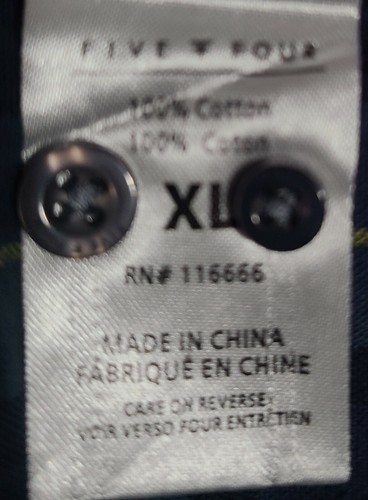 FIVE FOUR
100% Cotton
100% Coton
XL
RN# 116666
MADE IN CHINA
FABRIQUÉ EN CHINE
CARE ON REVERSE/
VOIR VERSO POUR ENTRETIEN